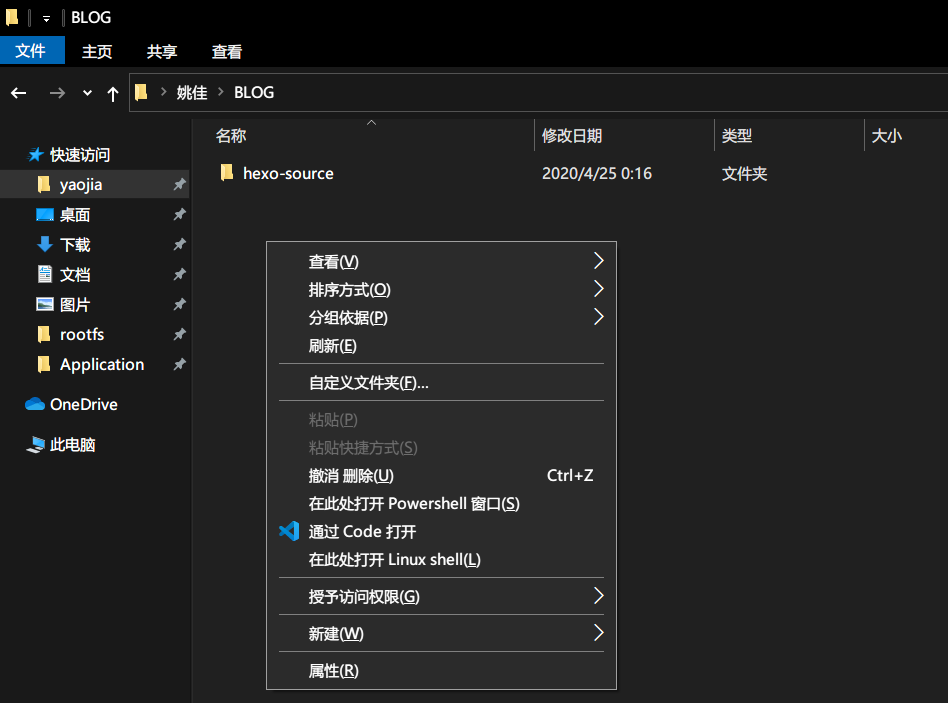 BLOG
文件 主页 共享 查看
姚佳 BLOG
名称 修改日期 类型 大小
hexo-source 2020/4/25 0:16 文件夹
快速访问
yaojia
桌面
下载
文档
图片
rootfs
Application
OneDrive
此电脑
查看(V)
排序方式(O)
分组依据(P)
刷新(E)
自定义文件夹(F)...
粘贴(P)
粘贴快捷方式(S)
撤消 删除(U) Ctrl+Z
在此处打开 Powershell 窗口(S)
通过 Code 打开
在此处打开 Linux shell(L)
授予访问权限(G)
新建(W)
属性(R)